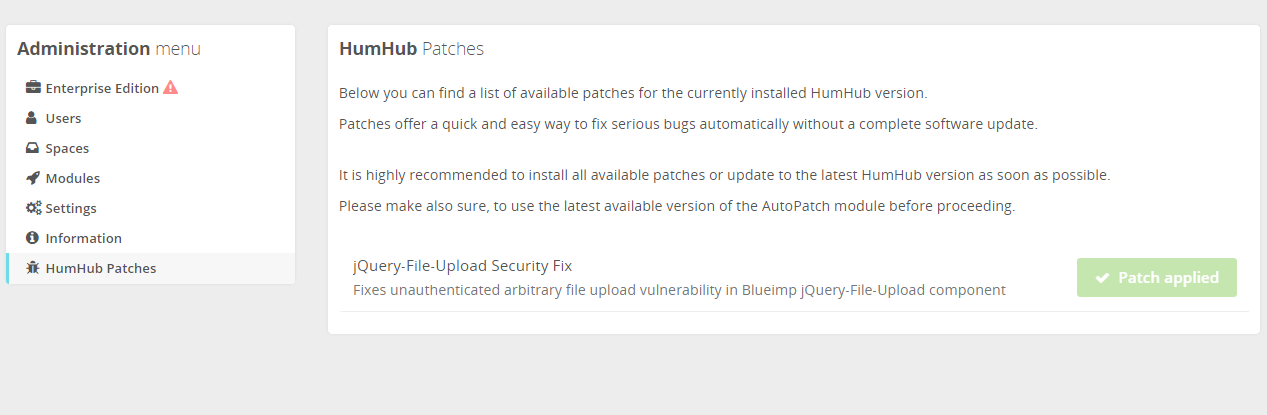 Administration menu
Enterprise Edition
Users
Spaces
Modules
Settings
Information
HumHub Patches
HumHub Patches
Below you can find a list of available patches for the currently installed HumHub version.
Patches offer a quick and easy way to fix serious bugs automatically without a complete software update.
It is highly recommended to install all available patches or update to the latest HumHub version as soon as possible.
Please make also sure, to use the latest available version of the AutoPatch module before proceeding.
jQuery-File-Upload Security Fix
Fixes unauthenticated arbitrary file upload vulnerability in Blueimp jQuery-File-Upload component
Patch applied